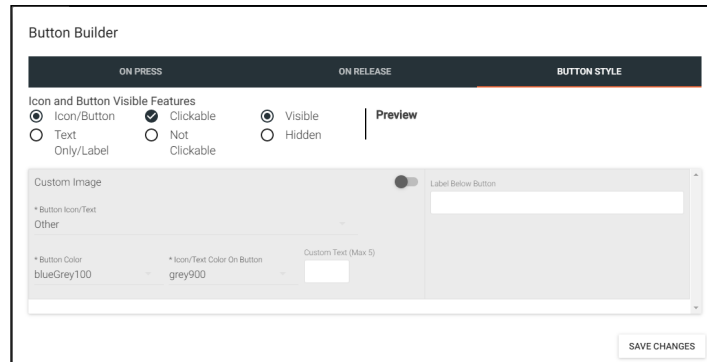 Button Builder
ON PRESS ON RELEASE BUTTON STYLE
Icon and Button Visible Features
Icon/Button Clickable Visible Preview
Text Not Hidden
Only/Label Clickable
Custom Image Label Below Button
* Button Icon/Text
Other
Custom Text (Max 5)
* Button Color * Icon/Text Color On Button
blueGrey100 grey900
SAVE CHANGES